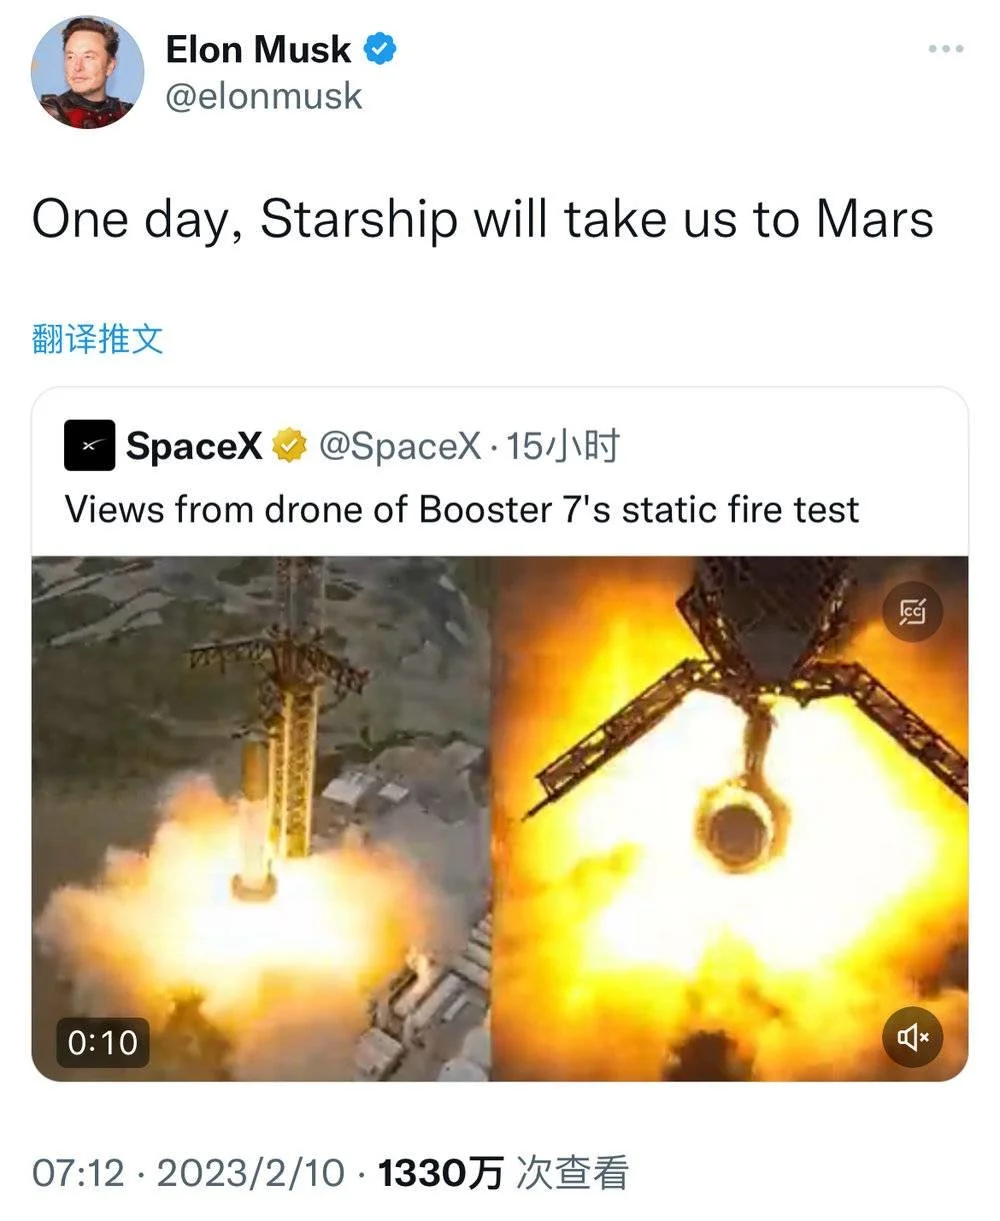 Elon Musk
@elonmusk
One day, Starship will take us to Mars
翻译推文
SpaceX @SpaceX · 15小时
Views from drone of Booster 7's static fire test
CC
0:10
07:12 · 2023/2/10 · 1330万 次查看